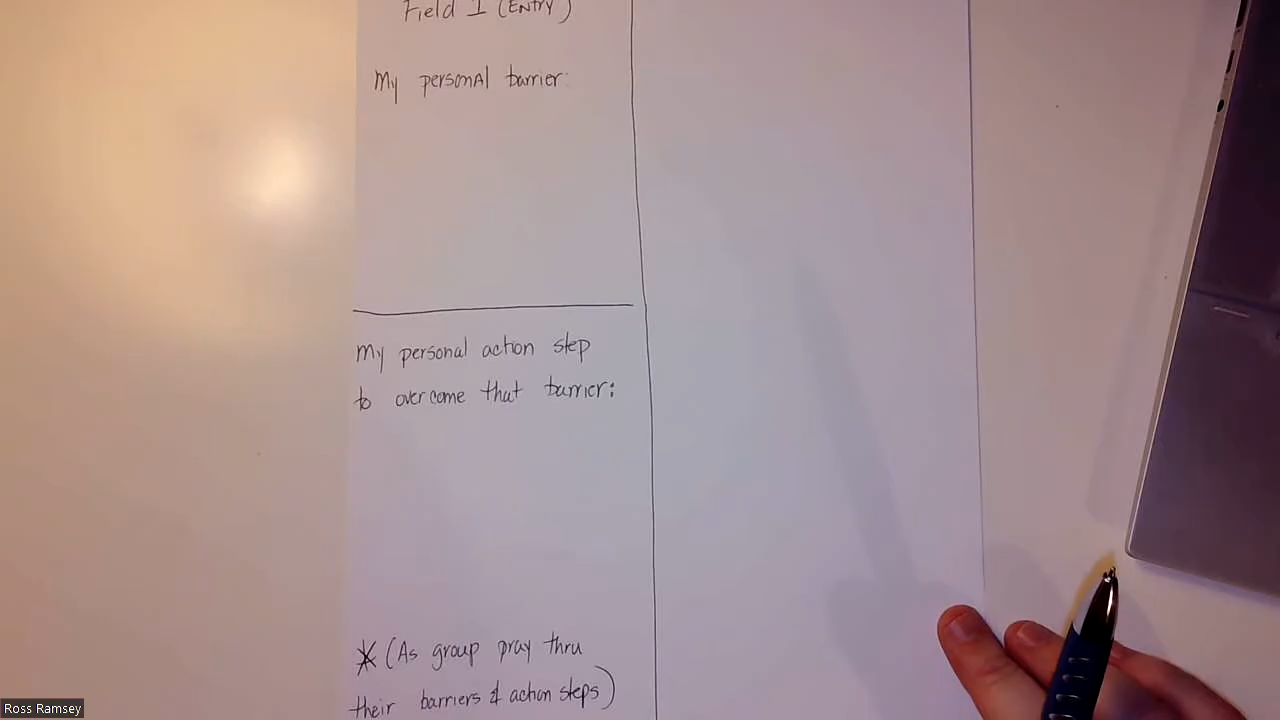 Field I (ENTRY)
My personAl barrier:
My personal action step
to overcome that barrier:
* (As group pray thru
their barriers & action steps)
Ross Ramsey